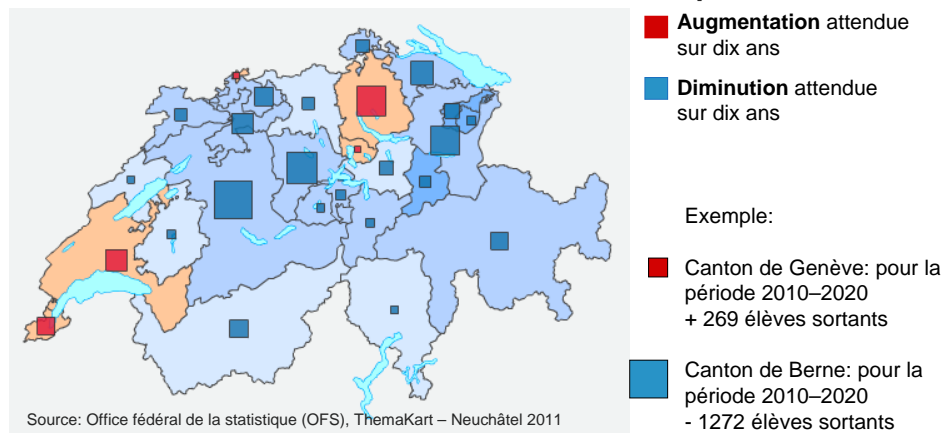 Augmentation attendue
sur dix ans
Diminution attendue
sur dix ans
Exemple:
Canton de Genève: pour la
période 2010–2020
+ 269 élèves sortants
Canton de Berne: pour la
période 2010–2020
- 1272 élèves sortants
Source: Office fédéral de la statistique (OFS), ThemaKart – Neuchâtel 2011